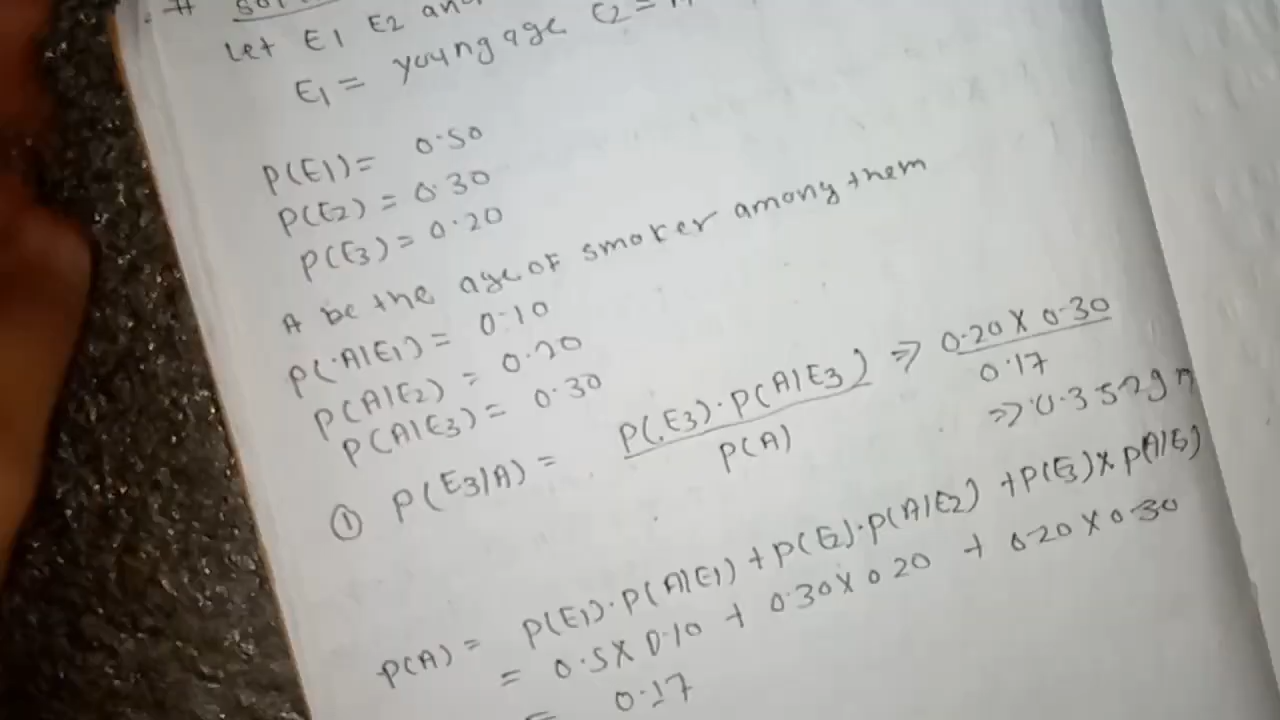 Let E1 E2 and
E1 = young age E2 =
P(E1) = 0.50
P(E2) = 0.30
P(E3) = 0.20
A be the age of smoker among them
P(A|E1) = 0.10
P(A|E2) = 0.20
P(A|E3) = 0.30
① P(E3|A) = P(E3)·P(A|E3) / P(A) ⇒ 0.20 X 0.30 / 0.17
⇒ 0.3529
P(A) = P(E1)·P(A|E1) + P(E2)·P(A|E2) + P(E3) X P(A|E3)
= 0.5 X 0.10 + 0.30 X 0.20 + 0.20 X 0.30
= 0.17